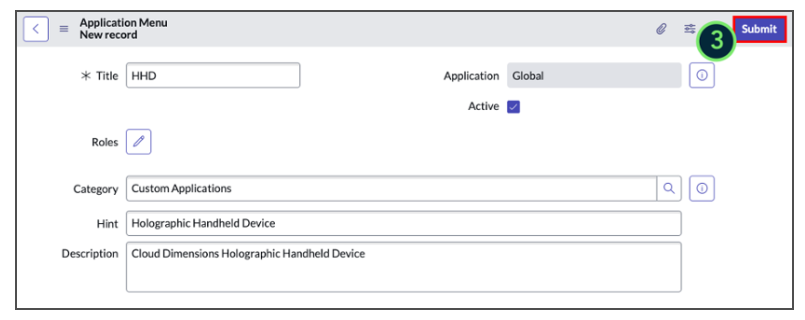 Application Menu
New record
3
Submit
Title HHD
Application Global
Active
Roles
Category Custom Applications
Hint Holographic Handheld Device
Description Cloud Dimensions Holographic Handheld Device